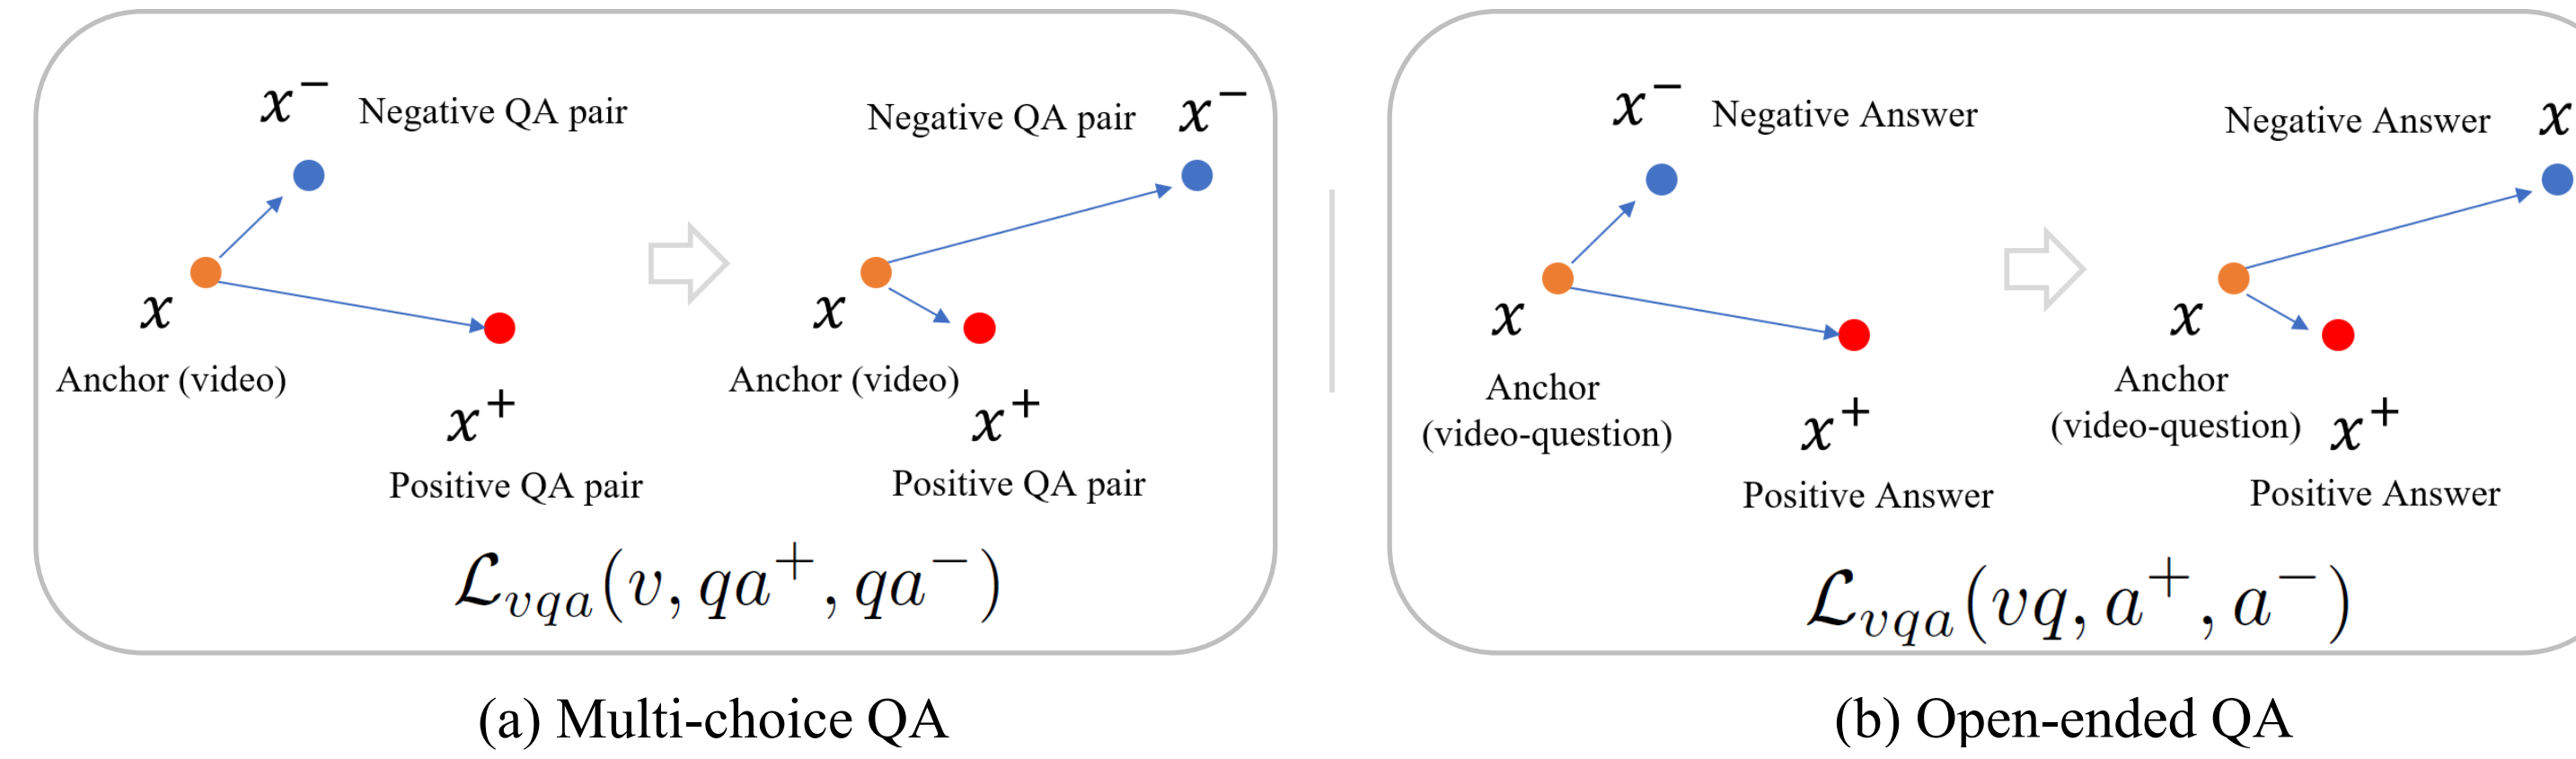 x⁻ Negative QA pair
Negative QA pair x⁻
x
Anchor (video)
x⁺
Positive QA pair
x
Anchor (video)
x⁺
Positive QA pair
ℒvqa(v, qa⁺, qa⁻)
(a) Multi-choice QA
x⁻ Negative Answer
Negative Answer x
x
Anchor
(video-question)
x⁺
Positive Answer
x
Anchor
(video-question)
x⁺
Positive Answer
ℒvqa(vq, a⁺, a⁻)
(b) Open-ended QA